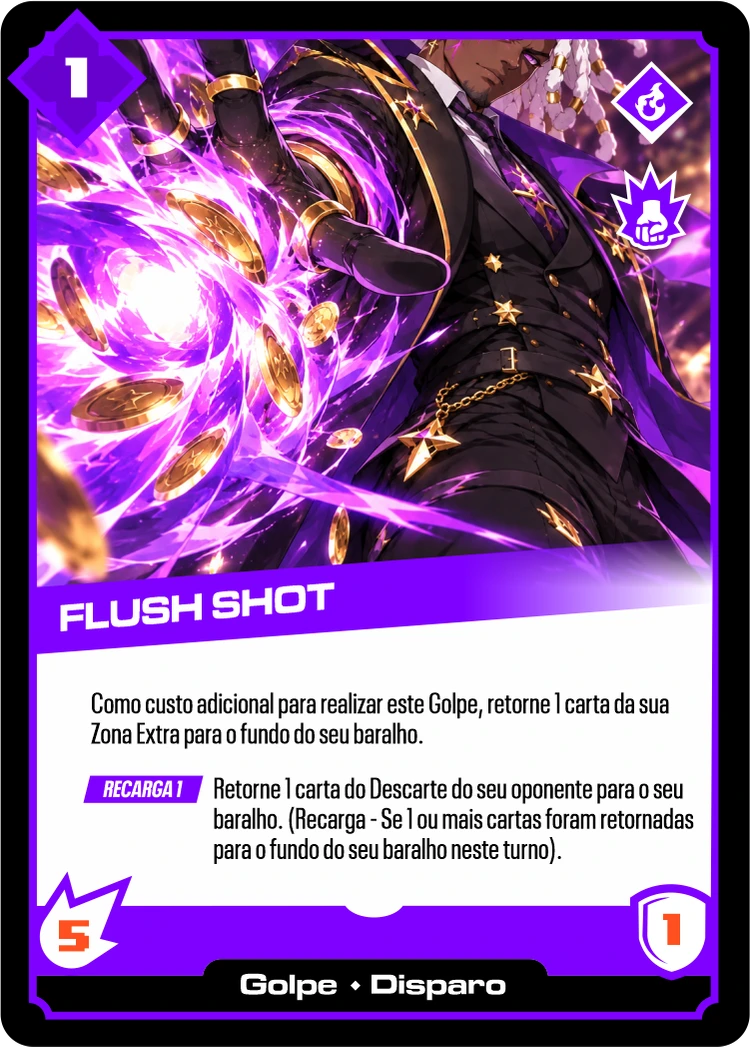 1
FLUSH SHOT
Como custo adicional para realizar este Golpe, retorne 1 carta da sua
Zona Extra para o fundo do seu baralho.
RECARGA 1
Retorne 1 carta do Descarte do seu oponente para o seu
baralho. (Recarga - Se 1 ou mais cartas foram retornadas
para o fundo do seu baralho neste turno).
5
1
Golpe • Disparo